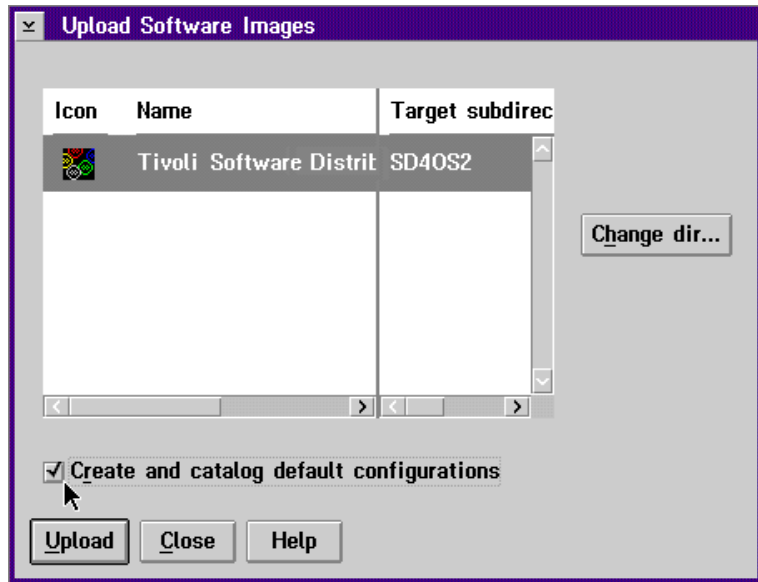 Upload Software Images
Icon Name Target subdirec
Tivoli Software Distrib SD4OS2
Change dir...
Create and catalog default configurations
Upload Close Help